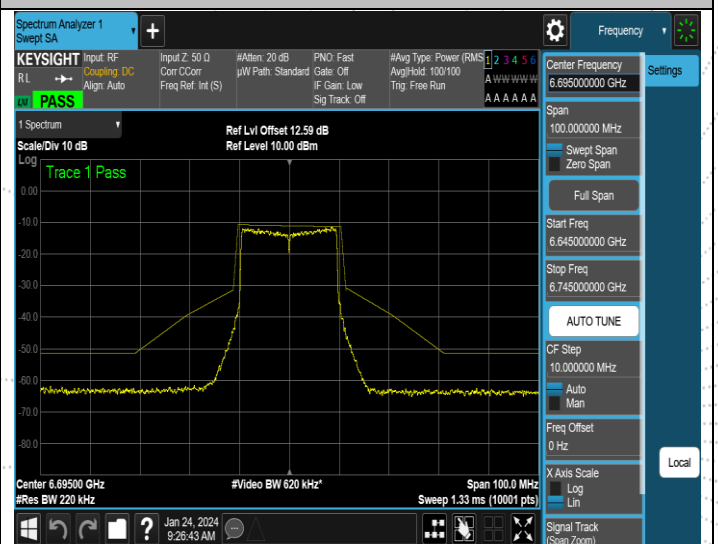 Spectrum Analyzer 1
Swept SA
+
Frequency
KEYSIGHT
RL
LXI
PASS
Input: RF
Coupling: DC
Align: Auto
Input Z: 50 Ω
Corr CCorr
Freq Ref: Int (S)
#Atten: 20 dB
µW Path: Standard
PNO: Fast
Gate: Off
IF Gain: Low
Sig Track: Off
#Avg Type: Power (RMS
Avg|Hold: 100/100
Trig: Free Run
1 2 3 4 5 6
A W W W W W
A A A A A A
1 Spectrum
Scale/Div 10 dB
Log
Ref Lvl Offset 12.59 dB
Ref Level 10.00 dBm
Trace 1 Pass
0.00
-10.0
-20.0
-30.0
-40.0
-50.0
-60.0
-70.0
-80.0
Center 6.69500 GHz
#Res BW 220 kHz
#Video BW 620 kHz*
Span 100.0 MHz
Sweep 1.33 ms (10001 pts)
Center Frequency
6.695000000 GHz
Settings
Span
100.000000 MHz
Swept Span
Zero Span
Full Span
Start Freq
6.645000000 GHz
Stop Freq
6.745000000 GHz
AUTO TUNE
CF Step
10.000000 MHz
Auto
Man
Freq Offset
0 Hz
X Axis Scale
Log
Lin
Local
Signal Track
(Span Zoom)
?
Jan 24, 2024
9:26:43 AM